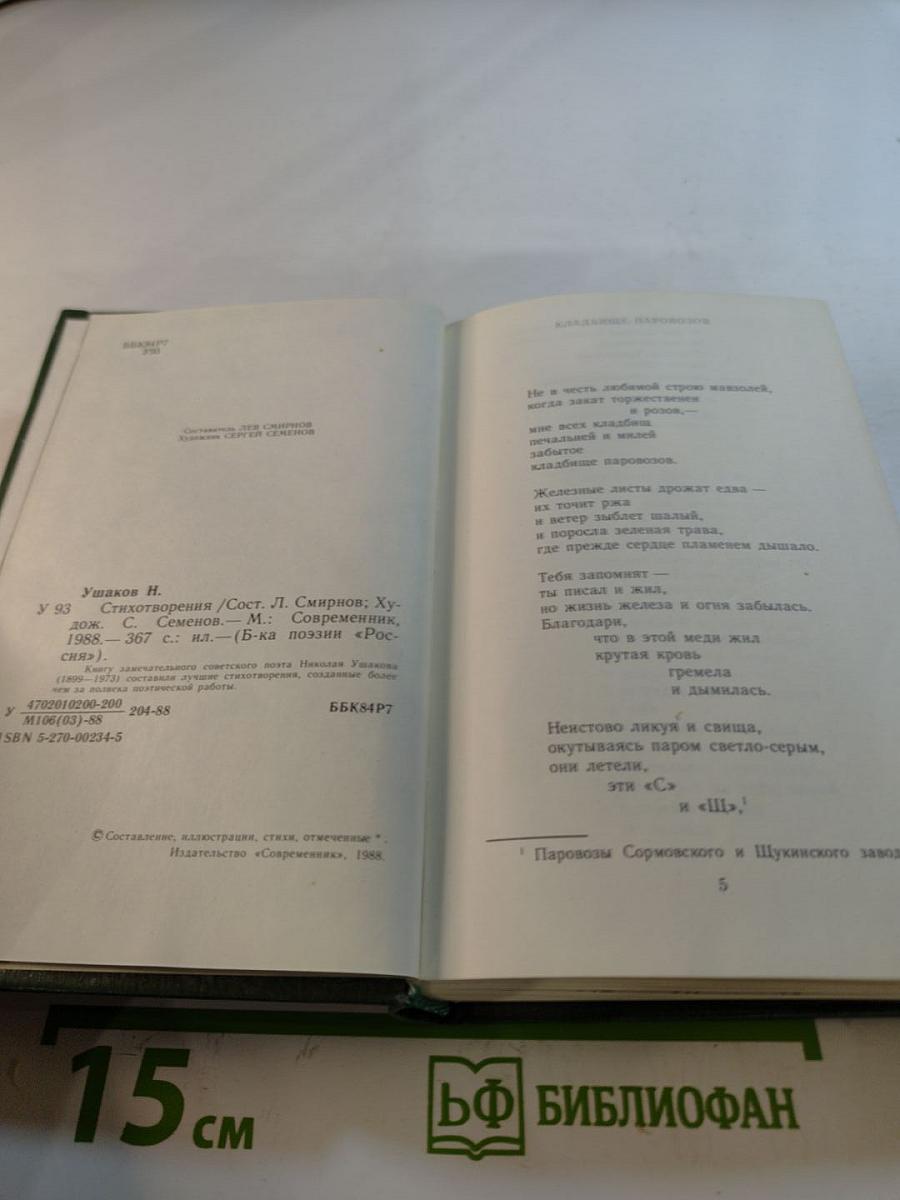 ББК84Р7
У93
Составитель ЛЕВ СМИРНОВ
Художник СЕРГЕЙ СЕМЕНОВ
Ушаков Н.
У 93 Стихотворения /Сост. Л. Смирнов; Ху-
дож. С. Семенов.— М.: Современник,
1988.— 367 с.: ил.— (Б-ка поэзии «Рос-
сия»).
Книгу замечательного советского поэта Николая Ушакова
(1899—1973) составили лучшие стихотворения, созданные более
чем за полвека поэтической работы.
У 4702010200-200 204-88
М106(03)-88
ББК84Р7
ISBN 5-270-00234-5
© Составление, иллюстрации, стихи, отмеченные *.
Издательство «Современник», 1988.
КЛАДБИЩЕ ПАРОВОЗОВ
Не в честь любимой строю мавзолей,
когда закат торжественен
и розов,—
мне всех кладбищ
печальней и милей
забытое
кладбище паровозов.
Железные листы дрожат едва —
их точит ржа
и ветер зыблет шалый,
и поросла зеленая трава,
где прежде сердце пламенем дышало.
Тебя запомнят —
ты писал и жил,
но жизнь железа и огня забылась.
Благодари,
что в этой меди жил
крутая кровь
гремела
и дымилась.
Неистово ликуя и свища,
окутываясь паром светло-серым,
они летели,
эти «С»
и «Щ»,¹
¹ Паровозы Сормовского и Щукинского завод
5
15 см
ЬФ БИБЛИОФАН